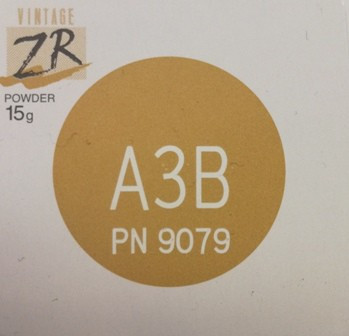 VINTAGE
ZR
POWDER
15g
A3B
PN 9079